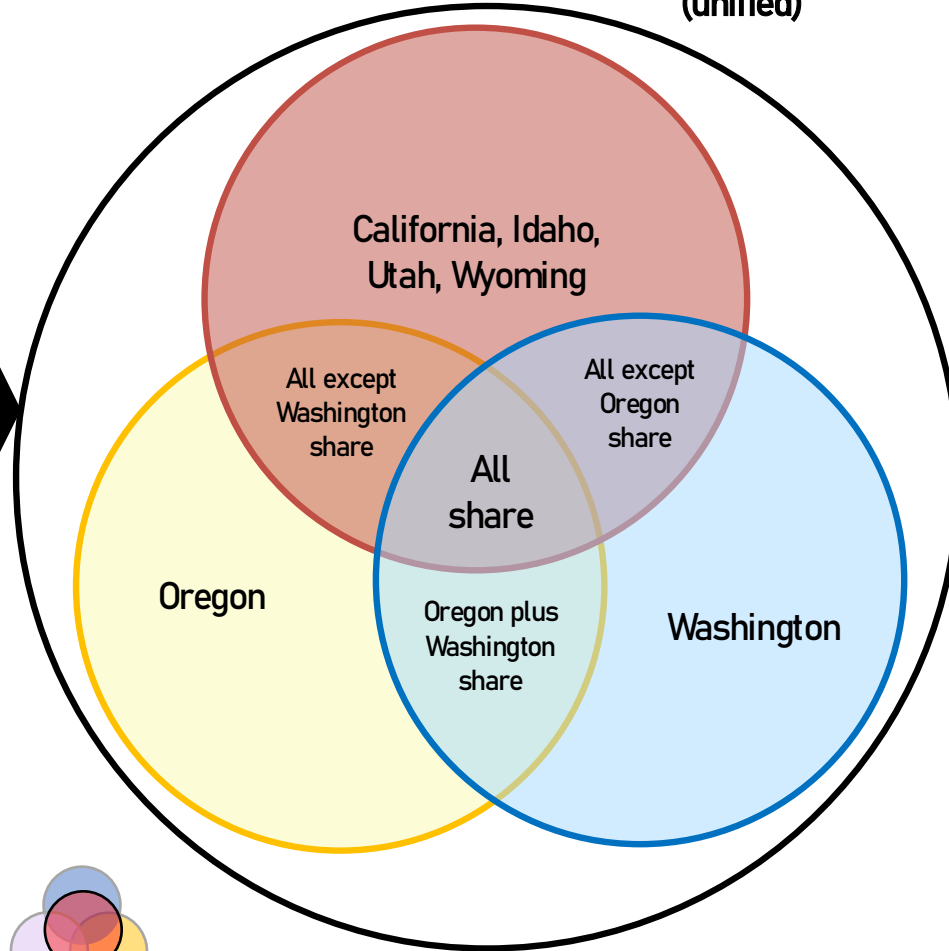 (unified)
California, Idaho,
Utah, Wyoming
All except
Washington
share
All except
Oregon
share
All
share
Oregon
Oregon plus
Washington
share
Washington